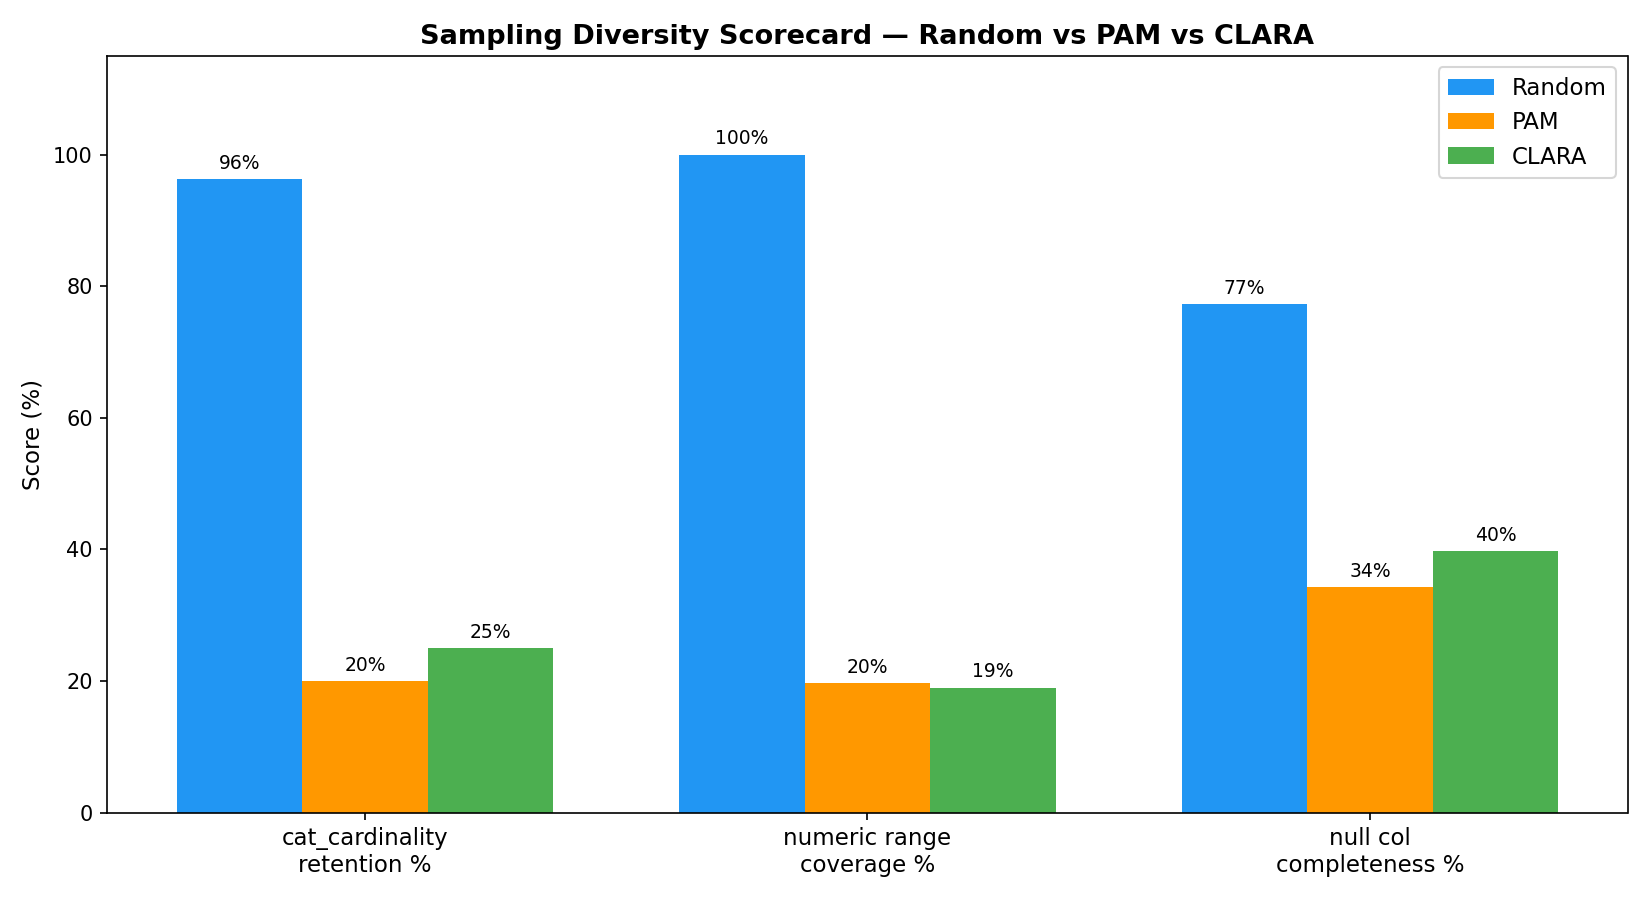 Sampling Diversity Scorecard — Random vs PAM vs CLARA
Random
PAM
CLARA
Score (%)
100
80
60
40
20
0
96%
20%
25%
100%
20%
19%
77%
34%
40%
cat_cardinality
retention %
numeric range
coverage %
null col
completeness %